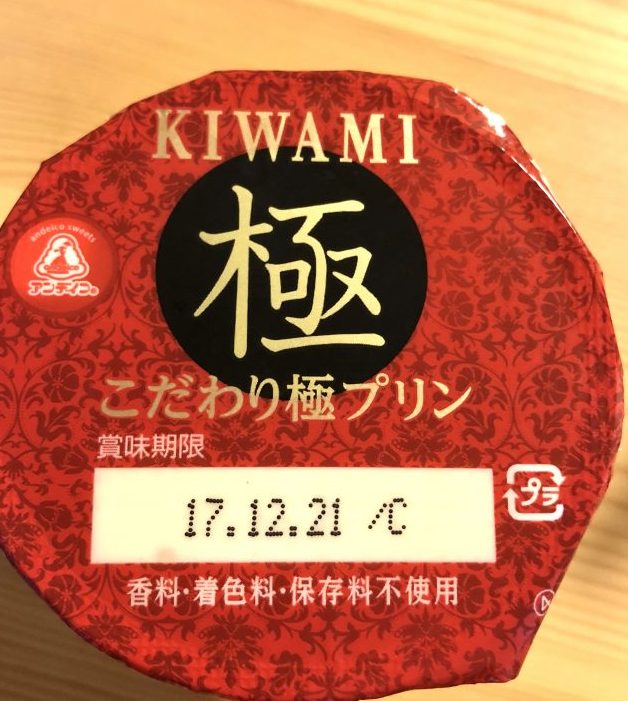 KIWAMI
極
andeico sweets
アンデイコ
こだわり極プリン
賞味期限
17.12.21 /C
プラ
香料・着色料・保存料不使用